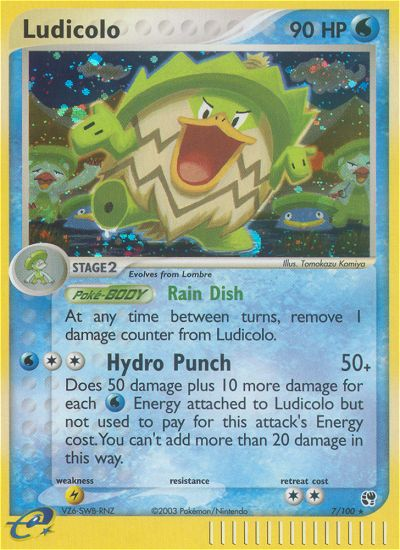 Ludicolo 90 HP
Illus. Tomokazu Komiya
STAGE2
Evolves from Lombre
Poké-BODY Rain Dish
At any time between turns, remove 1
damage counter from Ludicolo.
Hydro Punch 50+
Does 50 damage plus 10 more damage for
each Energy attached to Ludicolo but
not used to pay for this attack's Energy
cost.You can't add more than 20 damage in
this way.
weakness resistance retreat cost
VZ6-SWB-RNZ ©2003 Pokémon/Nintendo 7/100 ★
e